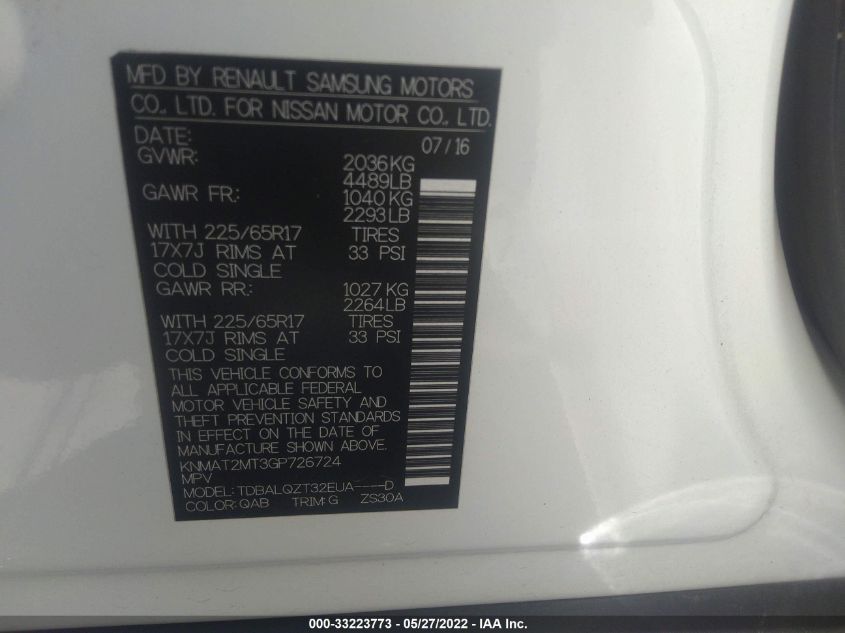 MFD BY RENAULT SAMSUNG MOTORS
CO., LTD. FOR NISSAN MOTOR CO., LTD.
DATE: 07/16
GVWR: 2036KG
4489LB
GAWR FR.: 1040 KG
2293LB
WITH 225/65R17 TIRES
17X7J RIMS AT 33 PSI
COLD SINGLE
GAWR RR.: 1027 KG
2264LB
WITH 225/65R17 TIRES
17X7J RIMS AT 33 PSI
COLD SINGLE
THIS VEHICLE CONFORMS TO
ALL APPLICABLE FEDERAL
MOTOR VEHICLE SAFETY AND
THEFT PREVENTION STANDARDS
IN EFFECT ON THE DATE OF
MANUFACTURE SHOWN ABOVE.
KNMAT2MT3GP726724
MPV
MODEL: TDBALQZT32EUA----D
COLOR: QAB TRIM:G ZS30A
000-33223773 - 05/27/2022 - IAA Inc.